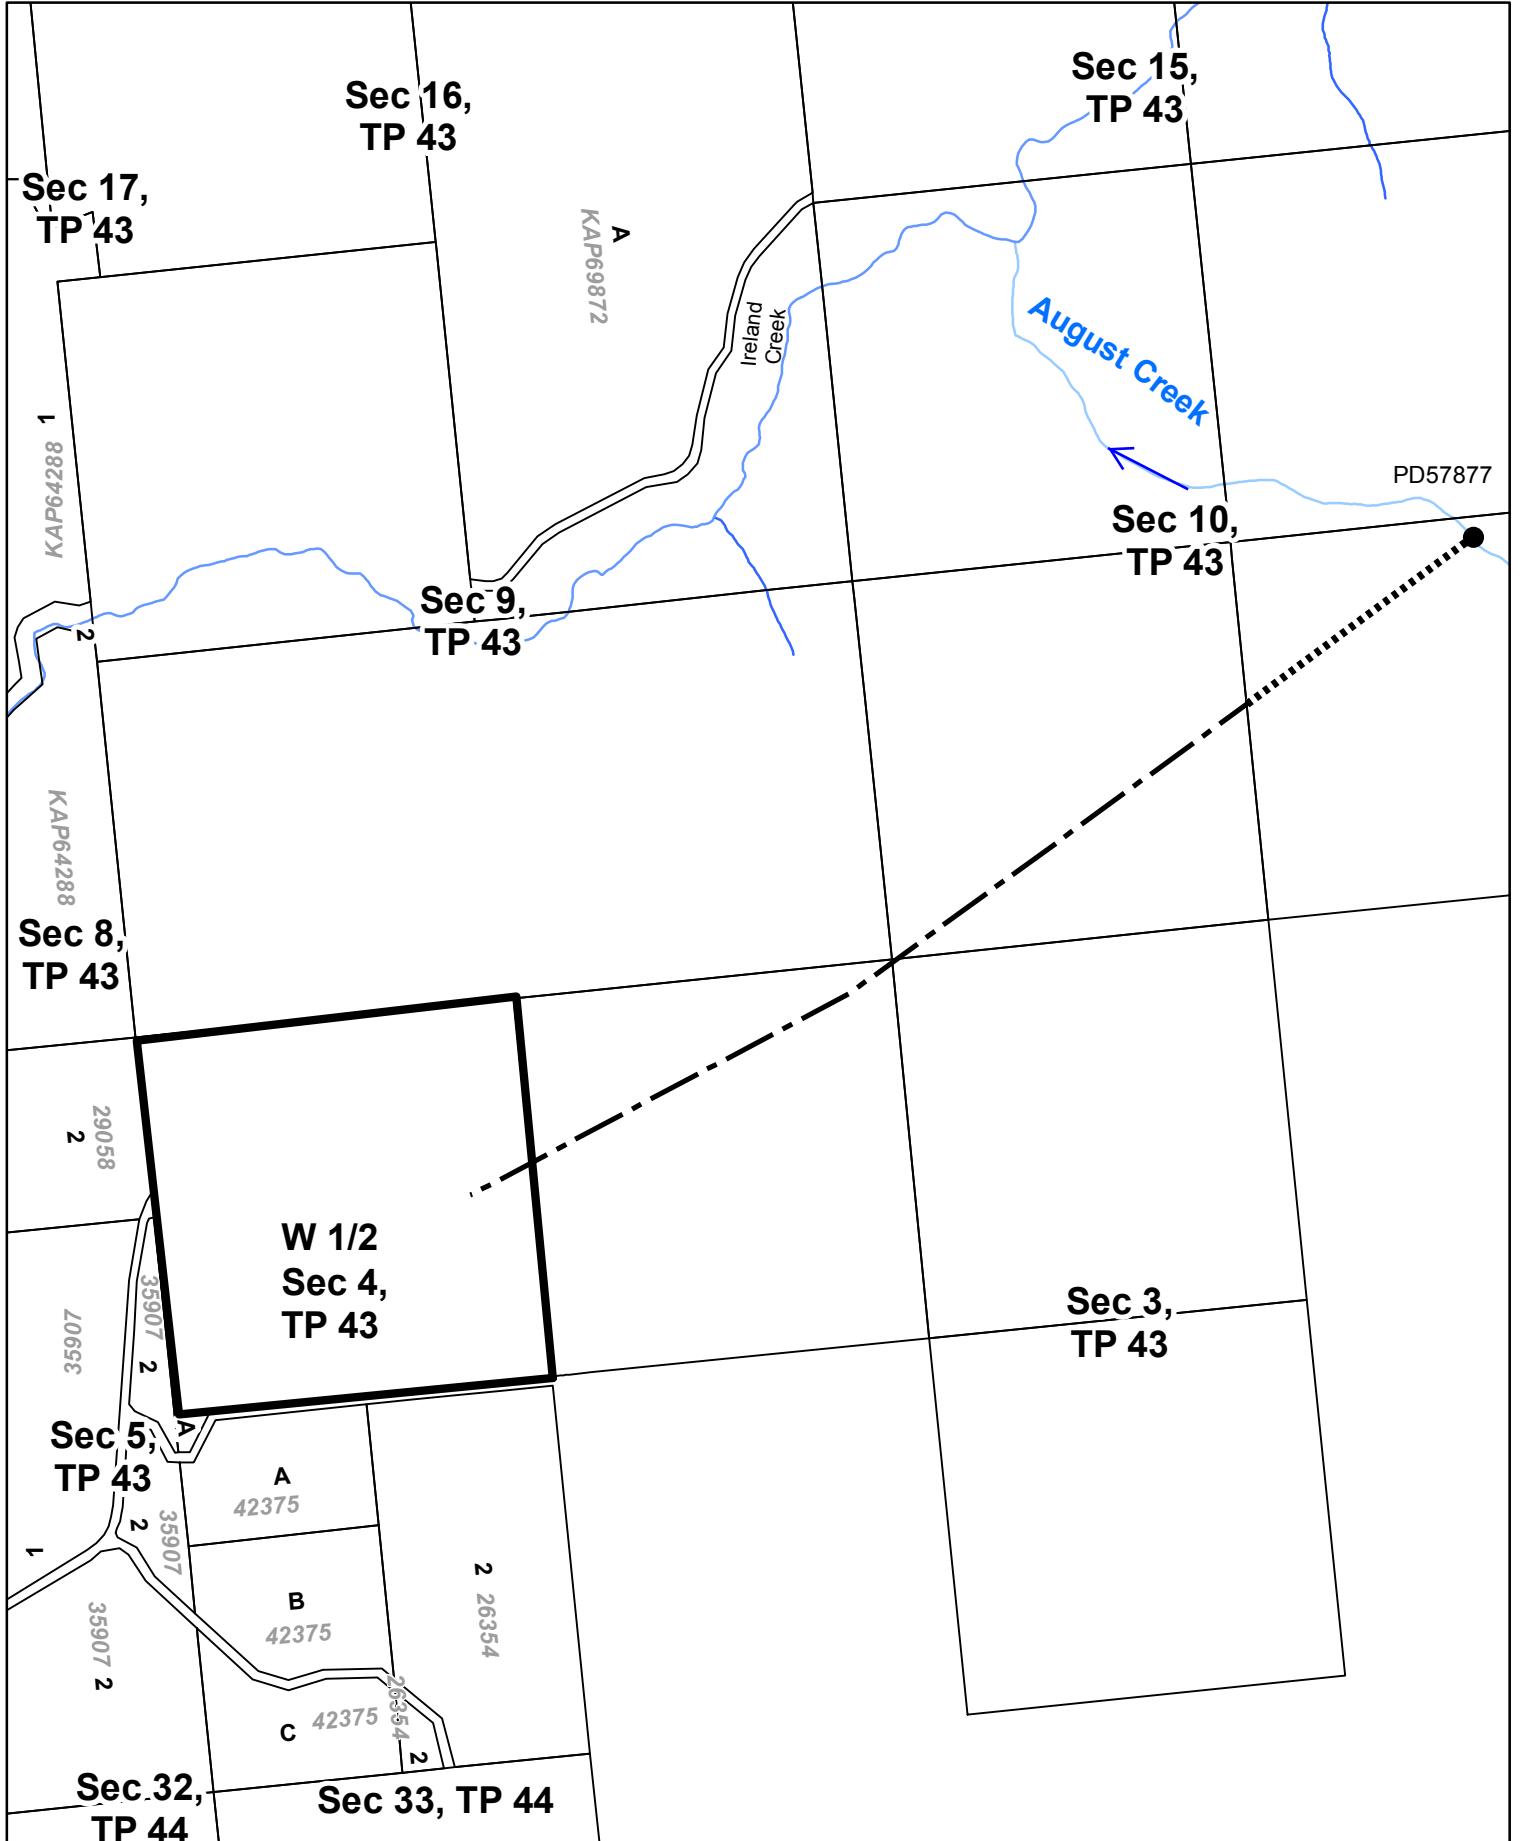 Sec 15,
TP 43
Sec 16,
TP 43
Sec 17,
TP 43
A
KAP69872
Ireland
Creek
August Creek
1
KAP64288
PD57877
Sec 10,
TP 43
Sec 9,
TP 43
2
KAP64288
Sec 8,
TP 43
29058
2
W 1/2
Sec 4,
TP 43
35907
2
35907
Sec 3,
TP 43
A
Sec 5,
TP 43
A
42375
2
35907
1
2
26354
B
42375
35907
2
26354
C
42375
2
Sec 32,
TP 44
Sec 33, TP 44